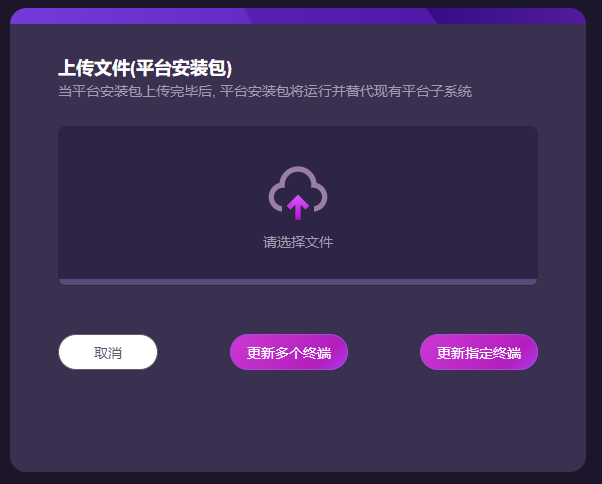 上传文件(平台安装包)
当平台安装包上传完毕后, 平台安装包将运行并替代现有平台子系统
请选择文件
取消
更新多个终端
更新指定终端